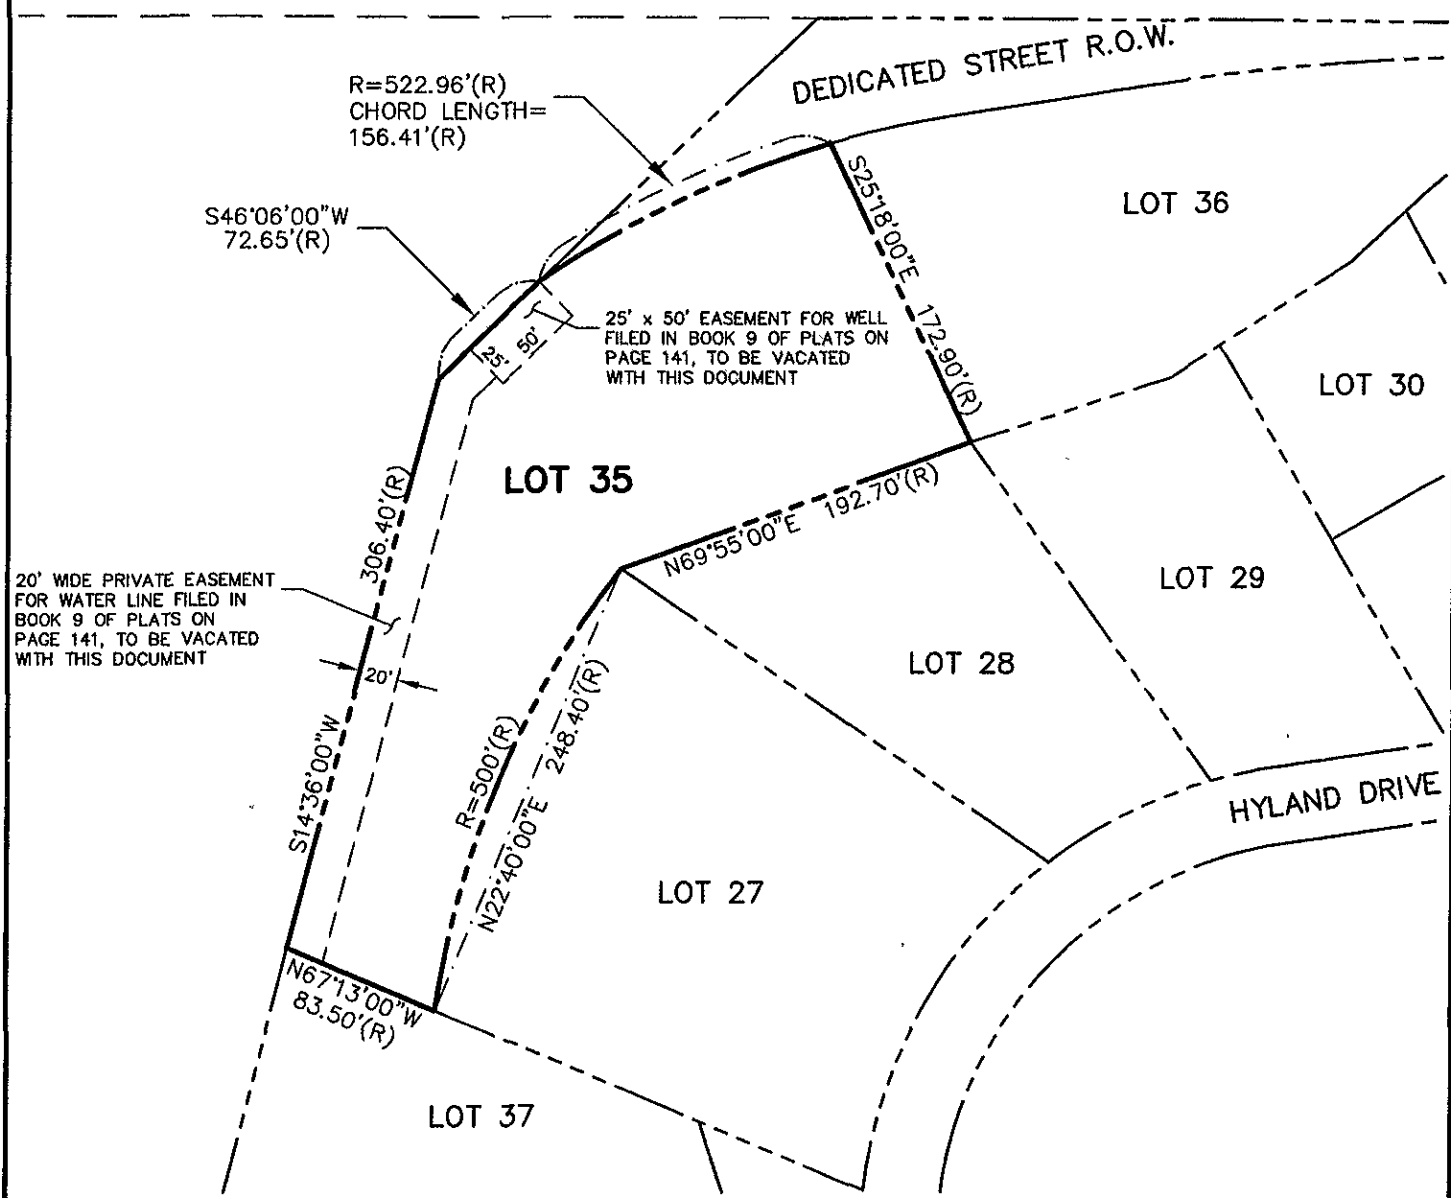 DEDICATED STREET R.O.W.
R=522.96'(R)
CHORD LENGTH=
156.41'(R)
S46°06'00"W
72.65'(R)
S25°18'00"E 172.90'(R)
LOT 36
25' x 50' EASEMENT FOR WELL
FILED IN BOOK 9 OF PLATS ON
PAGE 141, TO BE VACATED
WITH THIS DOCUMENT
25'
50'
LOT 30
LOT 35
306.40'(R)
N69°55'00"E 192.70'(R)
20' WIDE PRIVATE EASEMENT
FOR WATER LINE FILED IN
BOOK 9 OF PLATS ON
PAGE 141, TO BE VACATED
WITH THIS DOCUMENT
LOT 29
LOT 28
20'
S14°36'00"W
R=500'(R)
N22°40'00"E 248.40'(R)
HYLAND DRIVE
LOT 27
N67°13'00"W
83.50'(R)
LOT 37